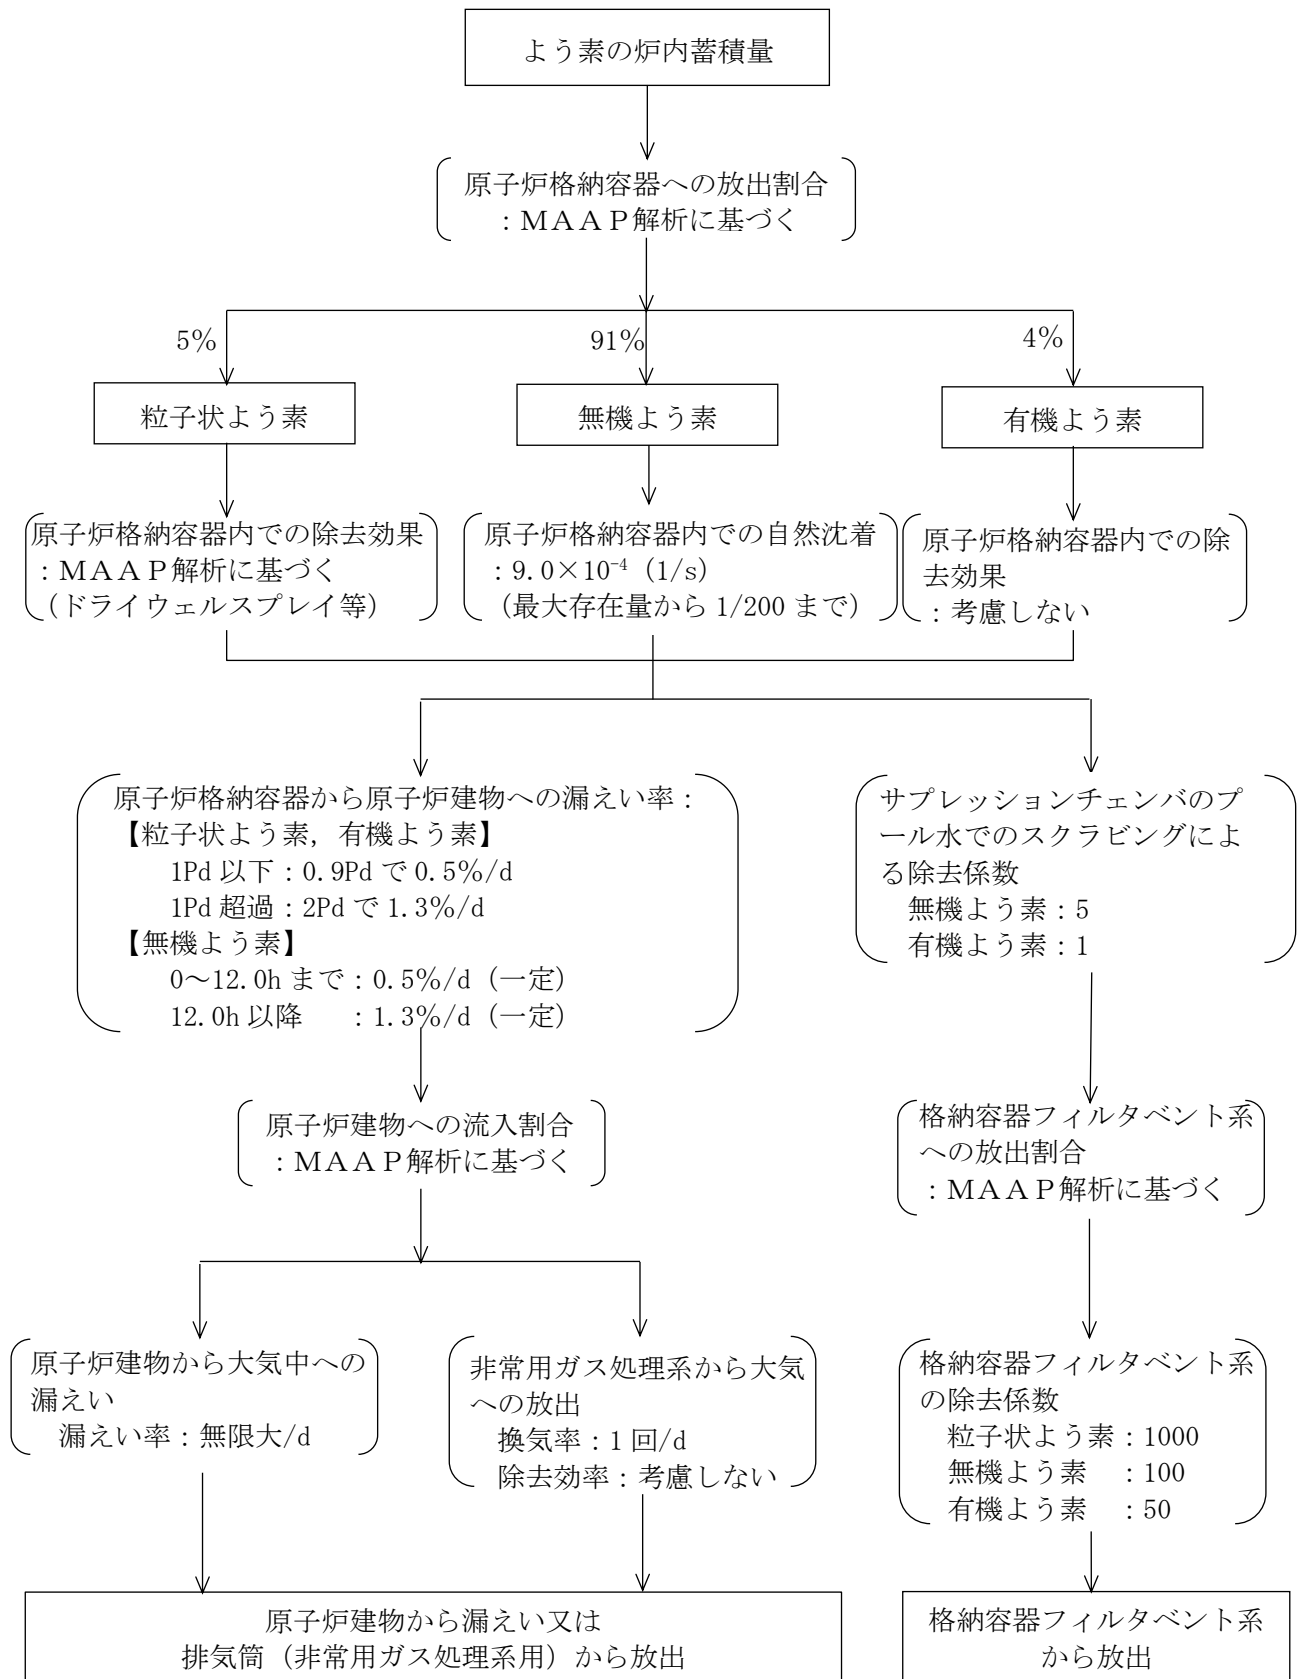 よう素の炉内蓄積量
原子炉格納容器への放出割合
：ＭＡＡＰ解析に基づく
5%
91%
4%
粒子状よう素
無機よう素
有機よう素
原子炉格納容器内での除去効果
：ＭＡＡＰ解析に基づく
（ドライウェルスプレイ等）
原子炉格納容器内での自然沈着
：9.0×10⁻⁴（1/s）
（最大存在量から 1/200 まで）
原子炉格納容器内での除
去効果
：考慮しない
原子炉格納容器から原子炉建物への漏えい率：
【粒子状よう素，有機よう素】
1Pd 以下：0.9Pd で 0.5%/d
1Pd 超過：2Pd で 1.3%/d
【無機よう素】
0～12.0h まで：0.5%/d（一定）
12.0h 以降　　：1.3%/d（一定）
サプレッションチェンバのプ
ール水でのスクラビングによ
る除去係数
無機よう素：5
有機よう素：1
原子炉建物への流入割合
：ＭＡＡＰ解析に基づく
格納容器フィルタベント系
への放出割合
：ＭＡＡＰ解析に基づく
原子炉建物から大気中への
漏えい
漏えい率：無限大/d
非常用ガス処理系から大気
への放出
換気率：1 回/d
除去効率：考慮しない
格納容器フィルタベント系
の除去係数
粒子状よう素：1000
無機よう素　：100
有機よう素　：50
原子炉建物から漏えい又は
排気筒（非常用ガス処理系用）から放出
格納容器フィルタベント系
から放出